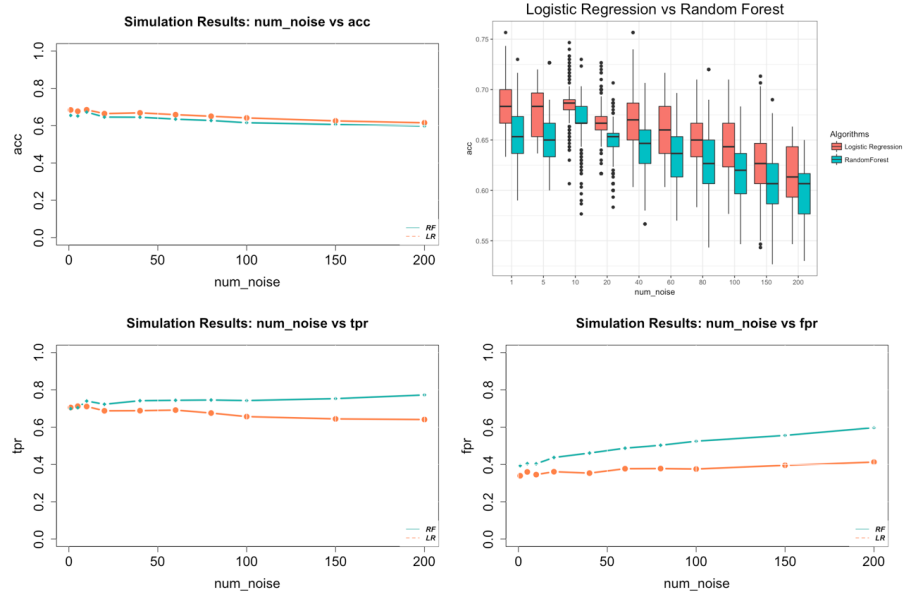 Simulation Results: num_noise vs acc
acc
0.0 0.2 0.4 0.6 0.8 1.0
0 50 100 150 200
num_noise
RF
LR
Logistic Regression vs Random Forest
acc
0.75
0.70
0.65
0.60
0.55
1 5 10 20 40 60 80 100 150 200
num_noise
Algorithms
Logistic Regression
RandomForest
Simulation Results: num_noise vs tpr
tpr
0.0 0.2 0.4 0.6 0.8 1.0
0 50 100 150 200
num_noise
RF
LR
Simulation Results: num_noise vs fpr
fpr
0.0 0.2 0.4 0.6 0.8 1.0
0 50 100 150 200
num_noise
RF
LR